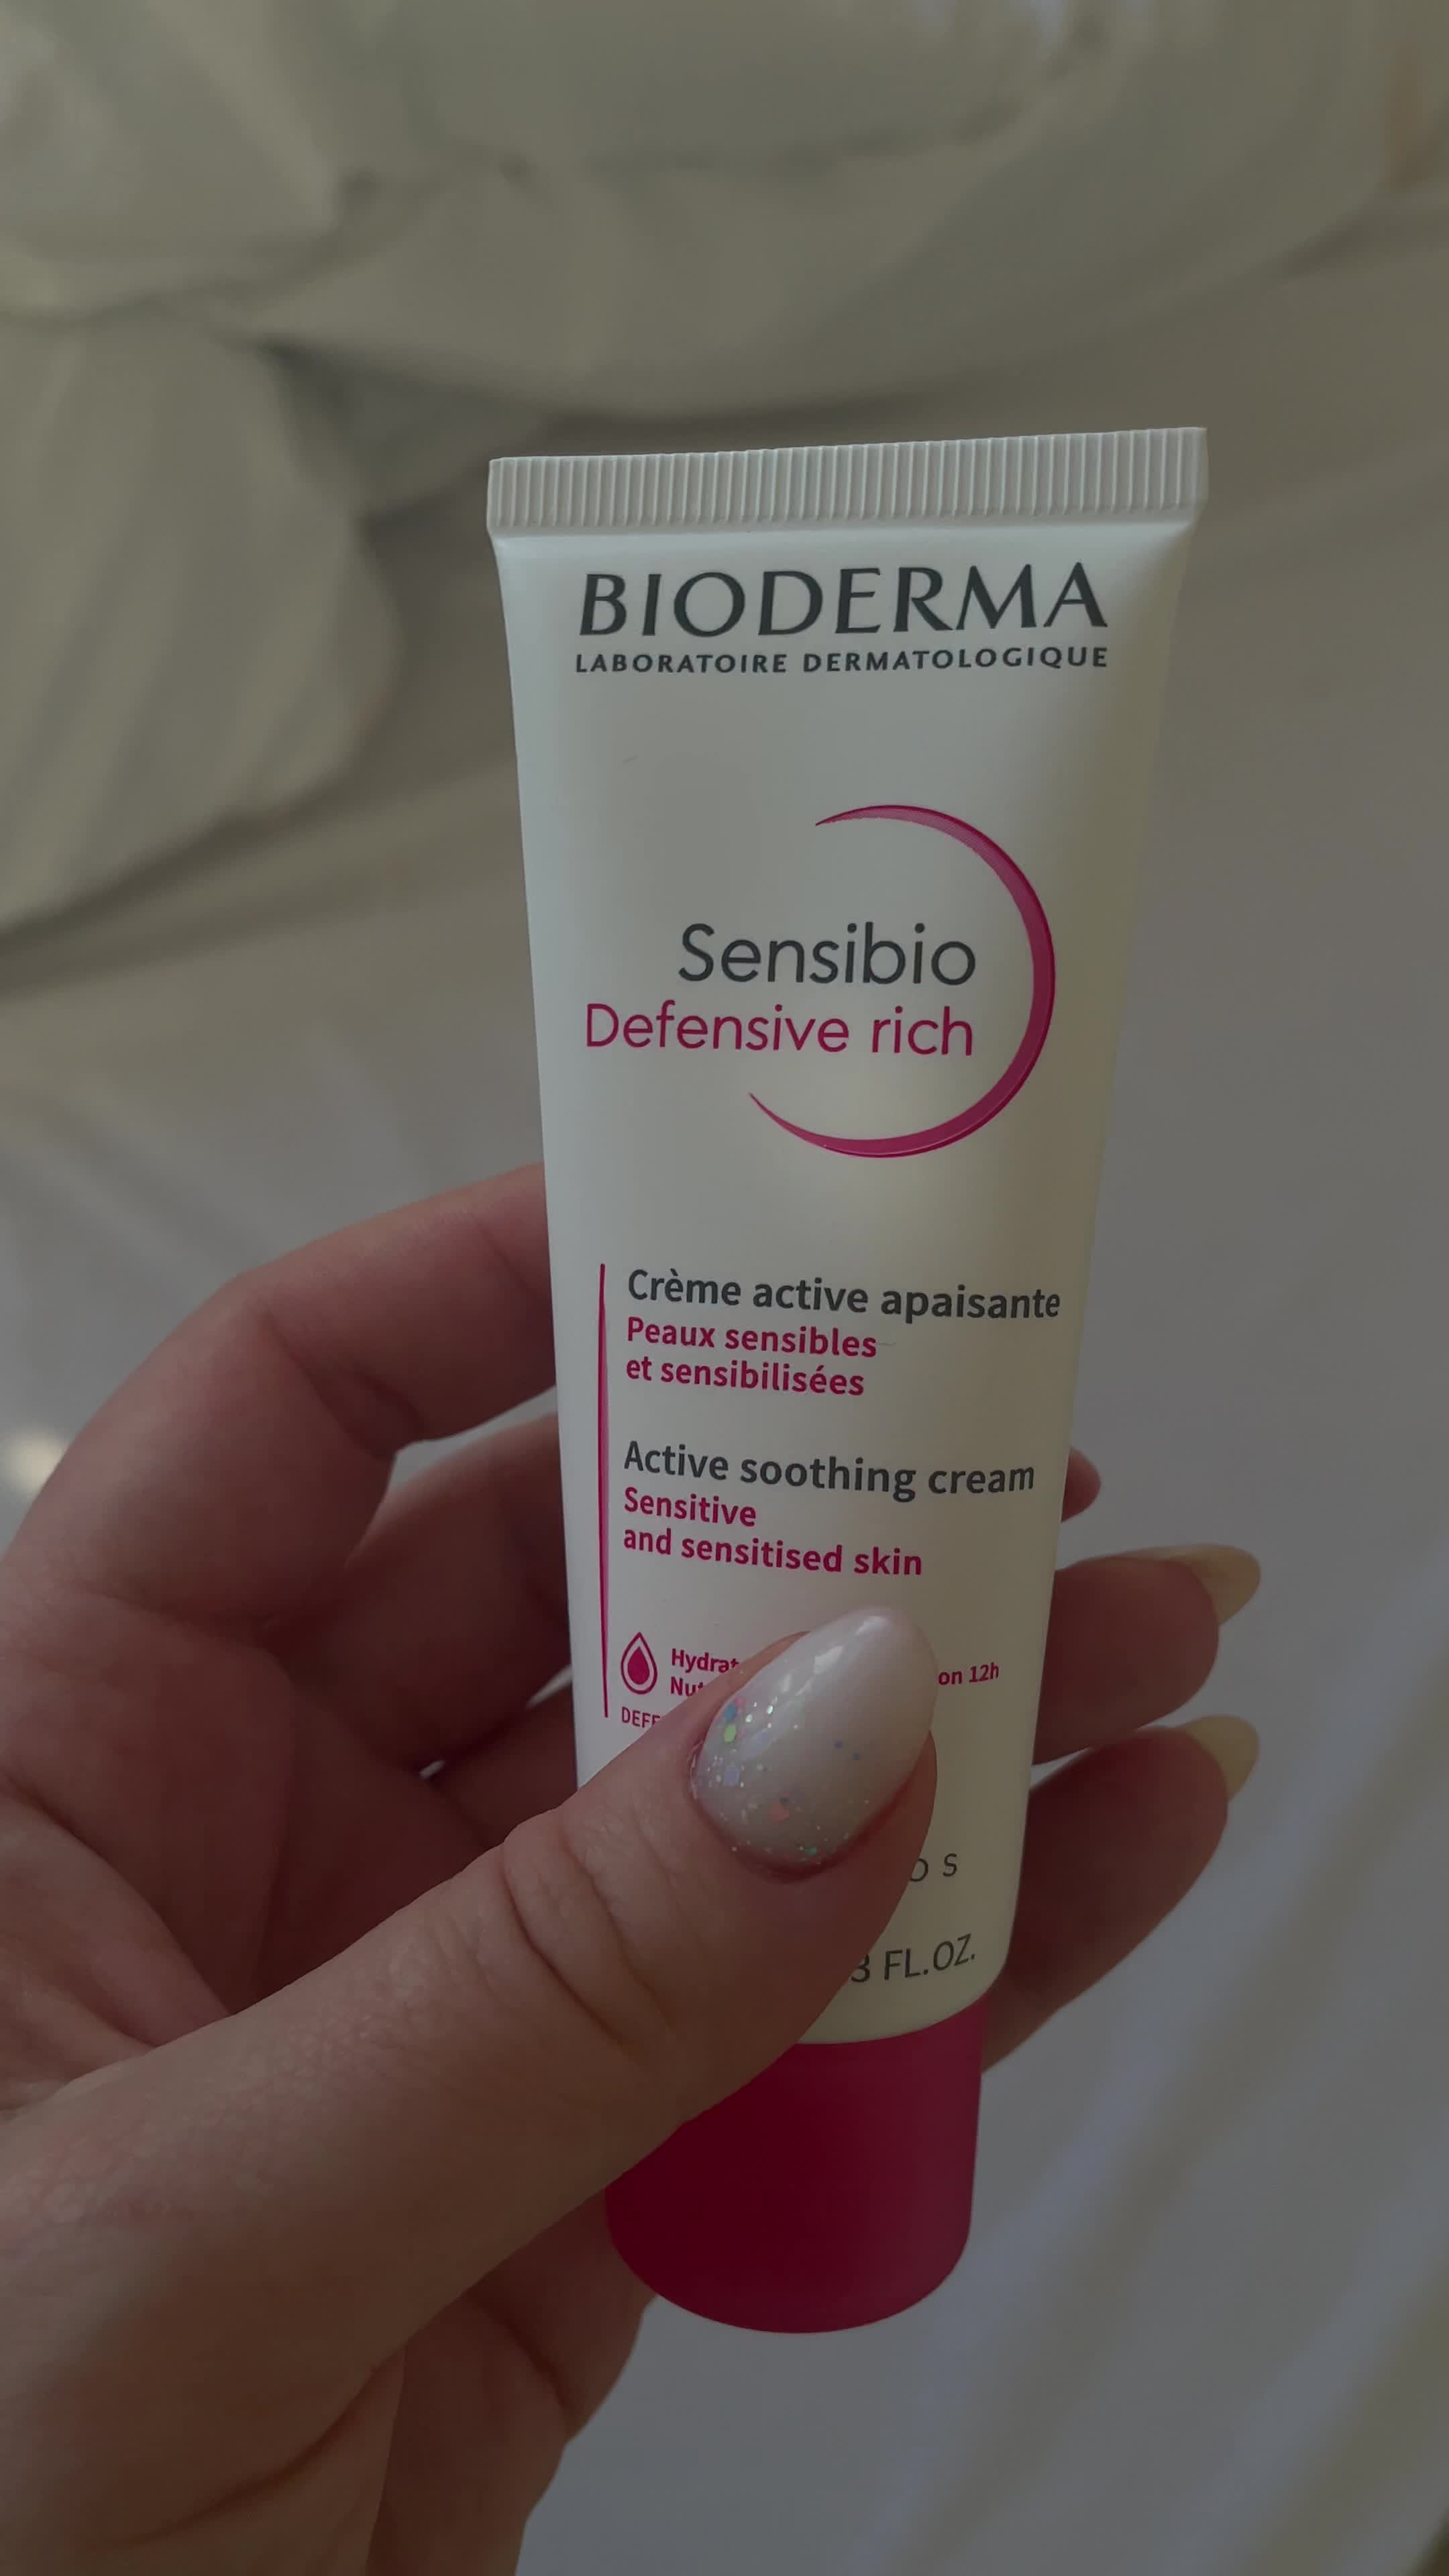 BIODERMA
LABORATOIRE DERMATOLOGIQUE
Sensibio
Defensive rich
Crème active apaisante
Peaux sensibles
et sensibilisées
Active soothing cream
Sensitive
and sensitised skin
12h
FL.OZ.